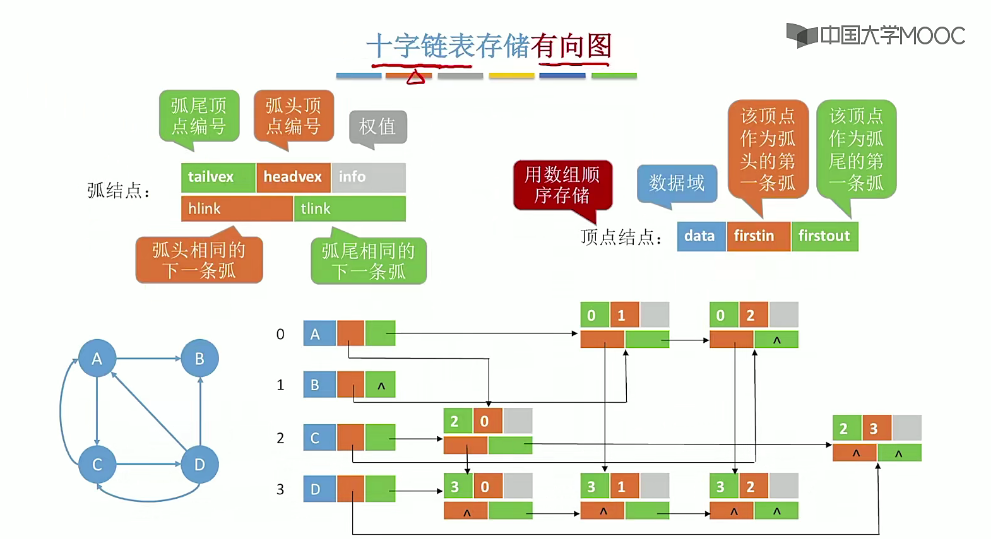 十字链表存储有向图
中国大学MOOC
弧尾顶
点编号
弧头顶
点编号
权值
弧结点：
tailvex headvex info
hlink tlink
弧头相同的
下一条弧
弧尾相同的
下一条弧
用数组顺
序存储
数据域
该顶点
作为弧
头的第
一条弧
该顶点
作为弧
尾的第
一条弧
顶点结点：
data firstin firstout
A B
C D
0 A
0 1
0 2
^
1 B ^
2 C
2 0
2 3
^ ^
3 D
3 0
^
3 1
^
3 2
^ ^